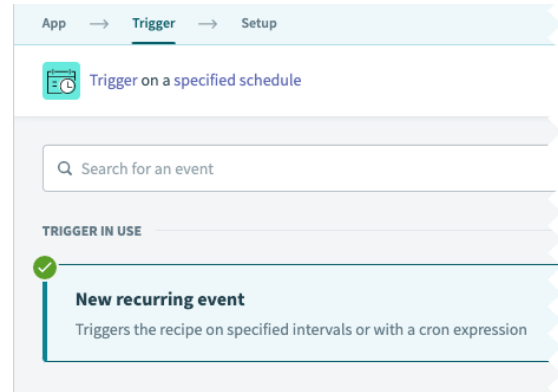 App → Trigger → Setup
Trigger on a specified schedule
Search for an event
TRIGGER IN USE
New recurring event
Triggers the recipe on specified intervals or with a cron expression